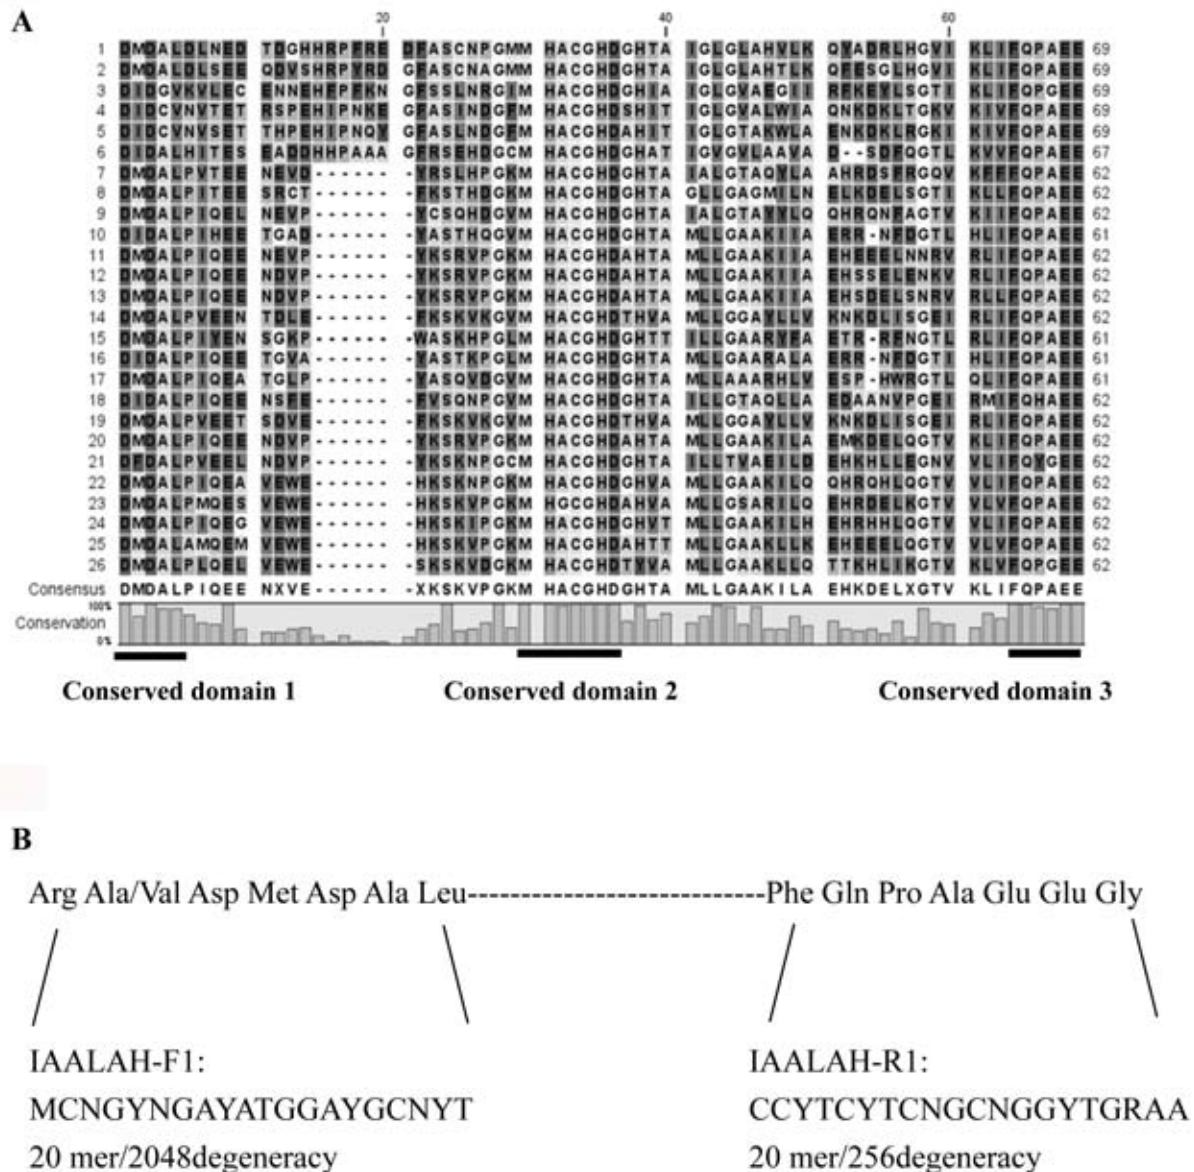 A
20 40 60
1 DMDALDLNED TDGHHRPFRE DFASCNPGMM HACGHDGHTA IGLGLAHVLK QYADRLHGVI KLIFQPAEE 69
2 DMDALDLSEE QDVSHRPYRD GFASCNAGMM HACGHDGHTA IGLGLAHTLK QFESGLHGVI KLIFQPAEE 69
3 DIDGVKVLEC ENNEHFPFKN GFSSLNRGIM HACGHDGHIA IGLGVAEGII RFKEYLSGTI KLIFQPGEE 69
4 DIDCVNVTET RSPEHIPNKE GFASINDGFM HACGHDSHIT IGLGVALWIA QNKDKLTGKV KIVFQPAEE 69
5 DIDCVNVSET THPEHIPNQY GFASLNDGFM HACGHDAHIT IGLGTAKWLA ENKDKLRGKI KIVFQPAEE 69
6 DIDALHITES EADDHHPAAA GFRSEHDGCM HACGHDGHAT IGVGVLAAVA D--SDFQGTL KVVFQPAEE 67
7 DMDALPVTEE NEVD------ -YRSLHPGKM HACGHDGHTA IALGTAQYLA AHRDSFRGQV KFFFQPAEE 62
8 DMDALPITEE SRCT------ -FKSTHDGKM HACGHDGHTA GLLGAGMILN ELKDELSGTI KLLFQPAEE 62
9 DMDALPIQEL NEVP------ -YCSQHDGVM HACGHDGHTA IALGTAYYLQ QHRQNFAGTV KIIFQPAEE 62
10 DIDALPIHEE TGAD------ -YASTHQGVM HACGHDGHTA MLLGAAKIIA ERR-NFDGTL HLIFQPAEE 61
11 DMDALPIQEE NEVP------ -YKSRVPGKM HACGHDAHTA MLLGAAKIIA EHEEELNNRV RLIFQPAEE 62
12 DMDALPIQEE NEVP------ -YKSRVPGKM HACGHDAHTA MLLGAAKIIA EHSSELENKV RLIFQPAEE 62
13 DMDALPIQEE NDVP------ -YKSRVPGKM HACGHDAHTA MLLGAAKIIA EHSDELSNRV RLLFQPAEE 62
14 DMDALPVEEN TDLE------ -FKSKVKGVM HACGHDTHVA MLLGGAYLLV KNKDLISGEI RLIFQPAEE 62
15 DMDALPIYEN SGKP------ -WASKHPGLM HACGHDGHTT ILLGAARYFA ETR-RFNGTL RLIFQPAEE 61
16 DIDALPIQEE TGVA------ -YASTKPGLM HACGHDGHTA MLLGAARALA ERR-NFDGTI HLIFQPAEE 61
17 DMDALPIQEA TGLP------ -YASQVDGVM HACGHDGHTA MLLAAARHLV ESP-HWRGTL QLIFQPAEE 61
18 DIDALPIQEE NSFE------ -FVSQNPGVM HACGHDGHTA ILLGTAQLLA EDAANVPGEI RMIFQHAEE 62
19 DMDALPVEET SDVE------ -FKSKVKGVM HACGHDTHVA MLLGGAYLLV KNKDLISGEI RLIFQPAEE 62
20 DMDALPIQEE NDVP------ -YKSRVPGKM HACGHDAHTA MLLGAAKILA EMKDELQGTV KLIFQPAEE 62
21 DFDALPVEEL NDVP------ -YKSKNPGCM HACGHDGHTA ILLTVAEILD EHKHLLEGNV VLIFQYGEE 62
22 DMDALPIQEA VEWE------ -HKSKNPGKM HACGHDGHVA MLLGAAKILQ QHRQHLQGTV VLIFQPAEE 62
23 DMDALPMQES VEWE------ -HKSKVPGKM HGCGHDAHVA MLLGSARILQ EHRDELKGTV VLVFQPAEE 62
24 DMDALPIQEG VEWE------ -HKSKIPGKM HACGHDGHVT MLLGAAKILH EHRHHLQGTV VLIFQPAEE 62
25 DMDALAMQEM VEWE------ -HKSKVPGKM HACGHDAHTT MLLGAAKLLK EHEEELQGTV VLVFQPAEE 62
26 DMDALPLQEL VEWE------ -SKSKVDGKM HACGHDTYVA MLLGAAKLLQ TTKHLIKGTV KLVFQPGEE 62
Consensus DMDALPIQEE NXVE------ -XKSKVPGKM HACGHDGHTA MLLGAAKILA EHKDELXGTV KLIFQPAEE
100%
Conservation
0%
Conserved domain 1 Conserved domain 2 Conserved domain 3
B
Arg Ala/Val Asp Met Asp Ala Leu--------------------------Phe Gln Pro Ala Glu Glu Gly
IAALAH-F1: IAALAH-R1:
MCNGYNGAYATGGAYGCNYT CCYTCYTCNGCNGGYTGRAA
20 mer/2048degeneracy 20 mer/256degeneracy